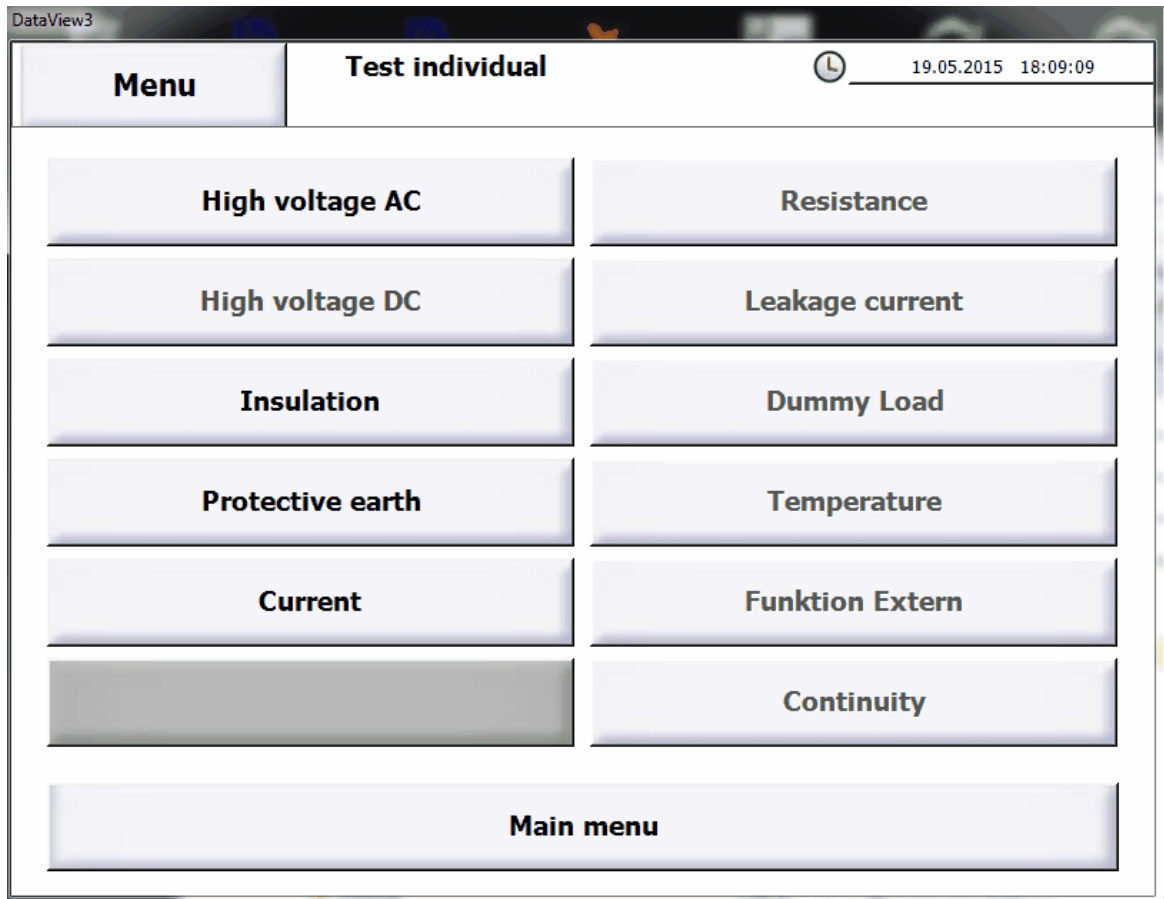 DataView3
Menu
Test individual
19.05.2015 18:09:09
High voltage AC
Resistance
High voltage DC
Leakage current
Insulation
Dummy Load
Protective earth
Temperature
Current
Funktion Extern
Continuity
Main menu